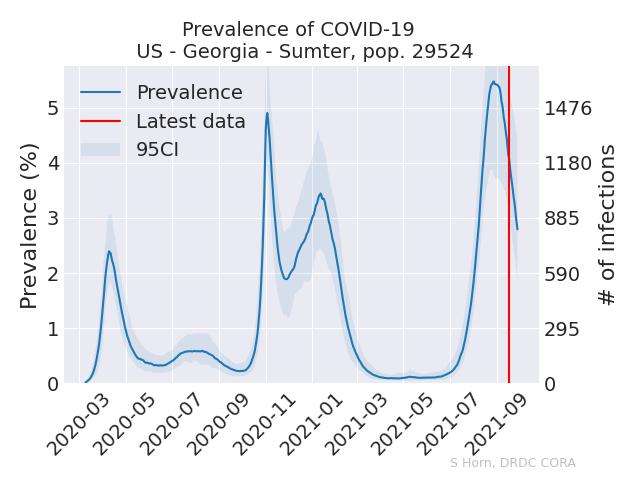 Prevalence of COVID-19
US - Georgia - Sumter, pop. 29524
Prevalence
Latest data
95CI
Prevalence (%)
5
4
3
2
1
0
1476
1180
885
590
295
0
# of infections
2020-03
2020-05
2020-07
2020-09
2020-11
2021-01
2021-03
2021-05
2021-07
2021-09
S Horn, DRDC CORA